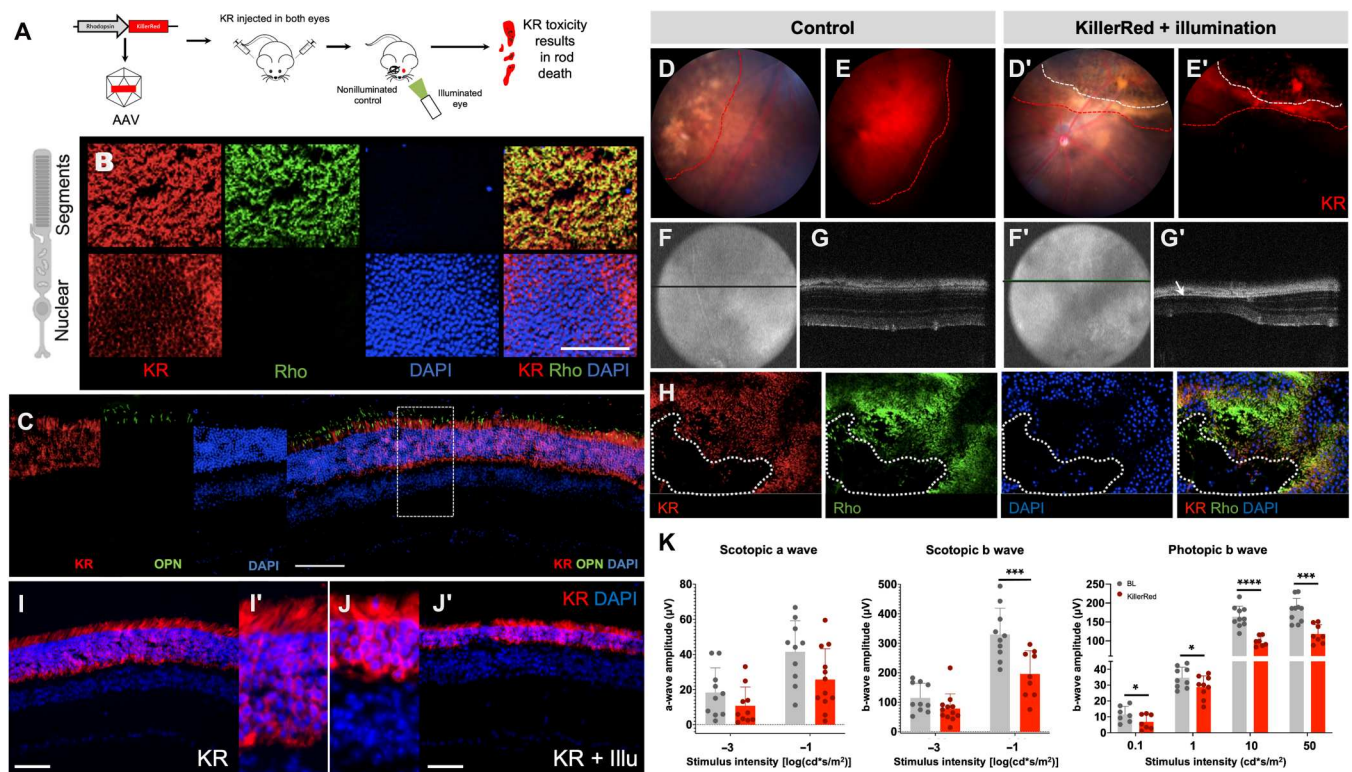 A
Rhodopsin
KillerRed
AAV
KR injected in both eyes
Nonilluminated
control
Illuminated
eye
KR toxicity
results
in rod
death
Segments
Nuclear
B
KR
Rho
DAPI
KR Rho DAPI
C
KR
OPN
DAPI
KR OPN DAPI
I
I'
J
J'
KR DAPI
KR
KR + Illu
Control
KillerRed + illumination
D
E
D'
E'
KR
F
G
F'
G'
H
KR
Rho
DAPI
KR Rho DAPI
K
Scotopic a wave
a-wave amplitude (µV)
80
60
40
20
0
−3
−1
Stimulus intensity [log(cd*s/m²)]
Scotopic b wave
b-wave amplitude (µV)
500
400
300
200
100
0
***
−3
−1
Stimulus intensity [log(cd*s/m²)]
Photopic b wave
BL
KillerRed
b-wave amplitude (µV)
250
200
150
100
50
40
30
20
10
0
*
*
****
***
0.1
1
10
50
Stimulus intensity (cd*s/m²)